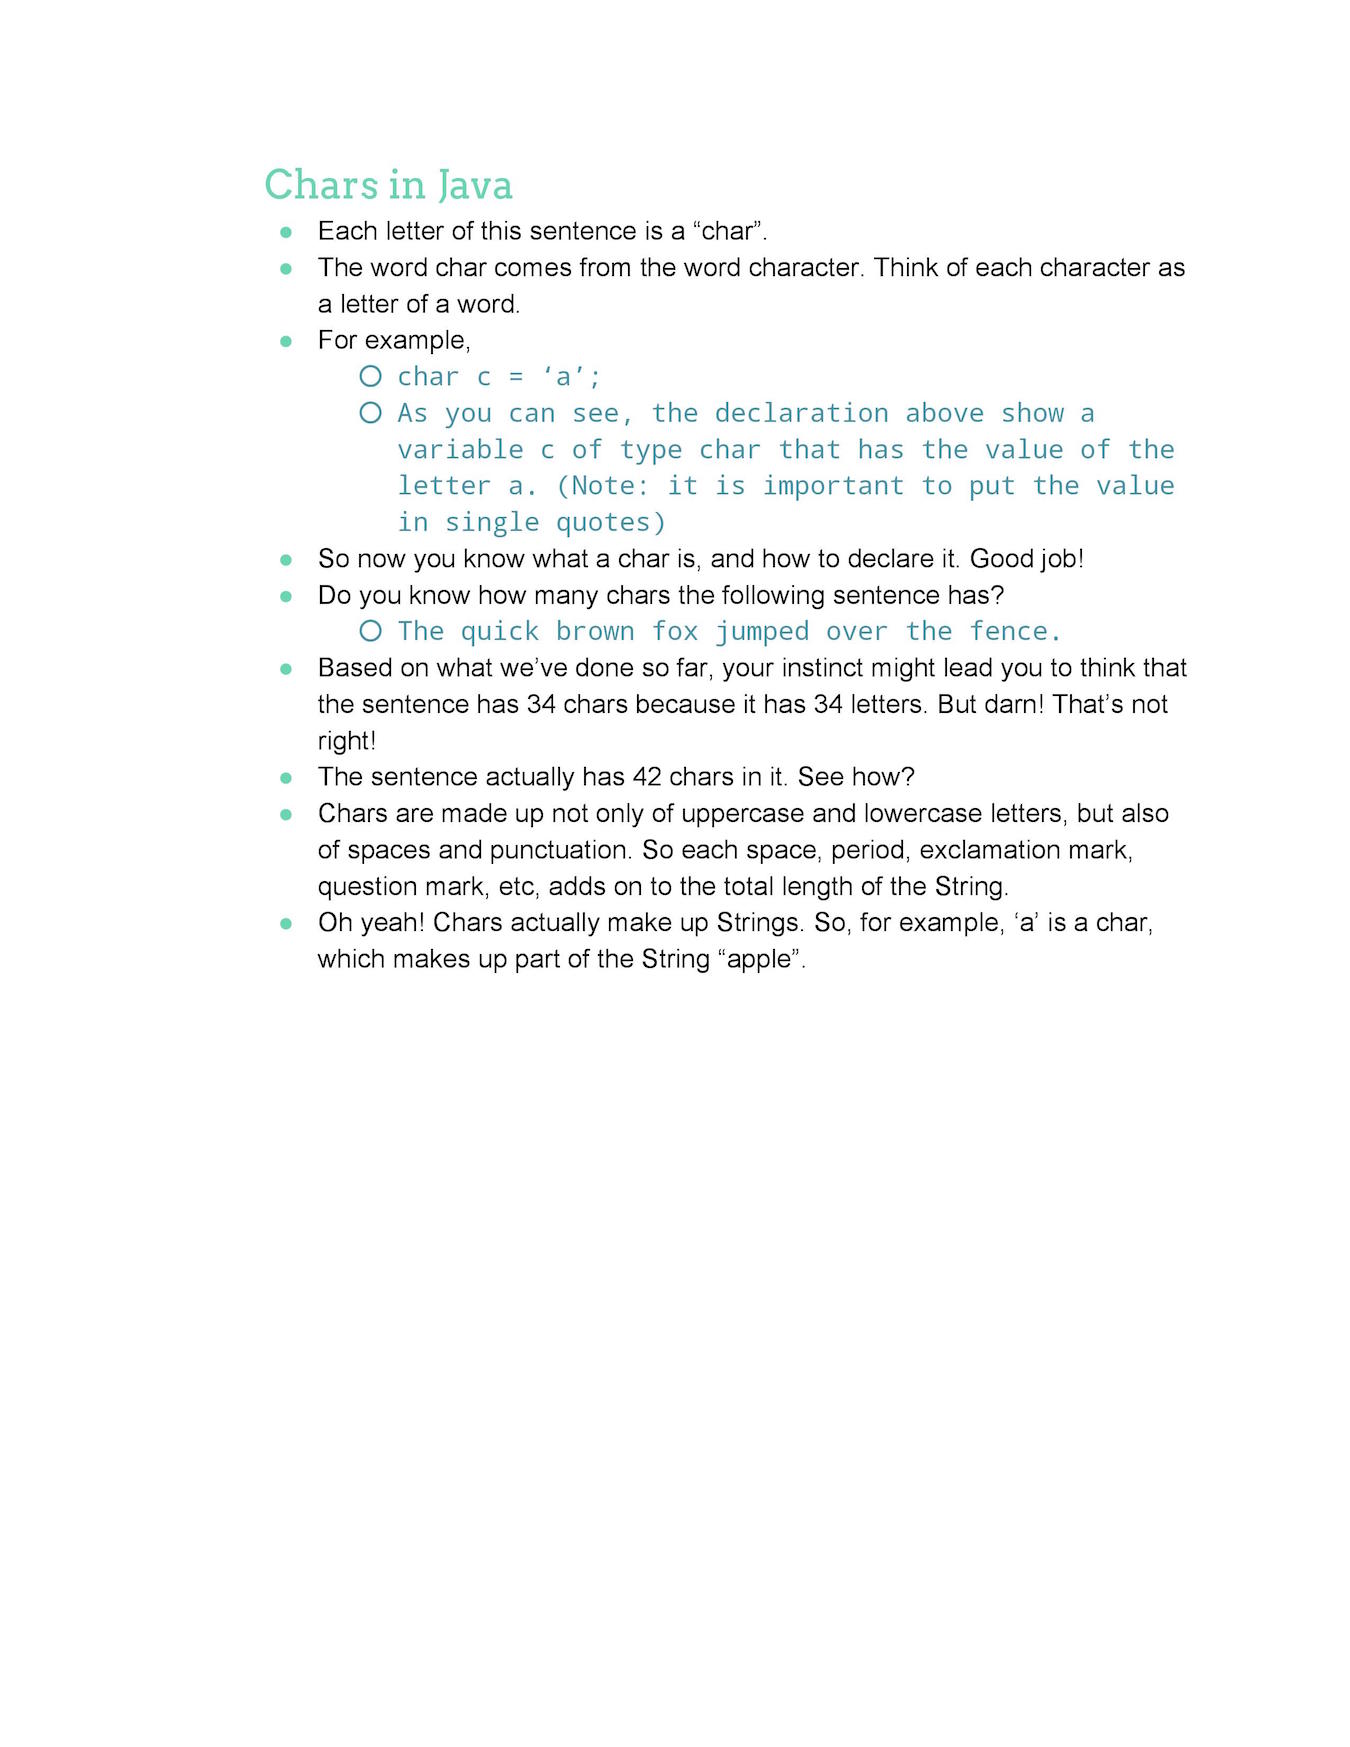 Chars in Java
● Each letter of this sentence is a “char”.
● The word char comes from the word character. Think of each character as
a letter of a word.
● For example,
○ char c = ‘a’;
○ As you can see, the declaration above show a
variable c of type char that has the value of the
letter a. (Note: it is important to put the value
in single quotes)
● So now you know what a char is, and how to declare it. Good job!
● Do you know how many chars the following sentence has?
○ The quick brown fox jumped over the fence.
● Based on what we’ve done so far, your instinct might lead you to think that
the sentence has 34 chars because it has 34 letters. But darn! That’s not
right!
● The sentence actually has 42 chars in it. See how?
● Chars are made up not only of uppercase and lowercase letters, but also
of spaces and punctuation. So each space, period, exclamation mark,
question mark, etc, adds on to the total length of the String.
● Oh yeah! Chars actually make up Strings. So, for example, ‘a’ is a char,
which makes up part of the String “apple”.